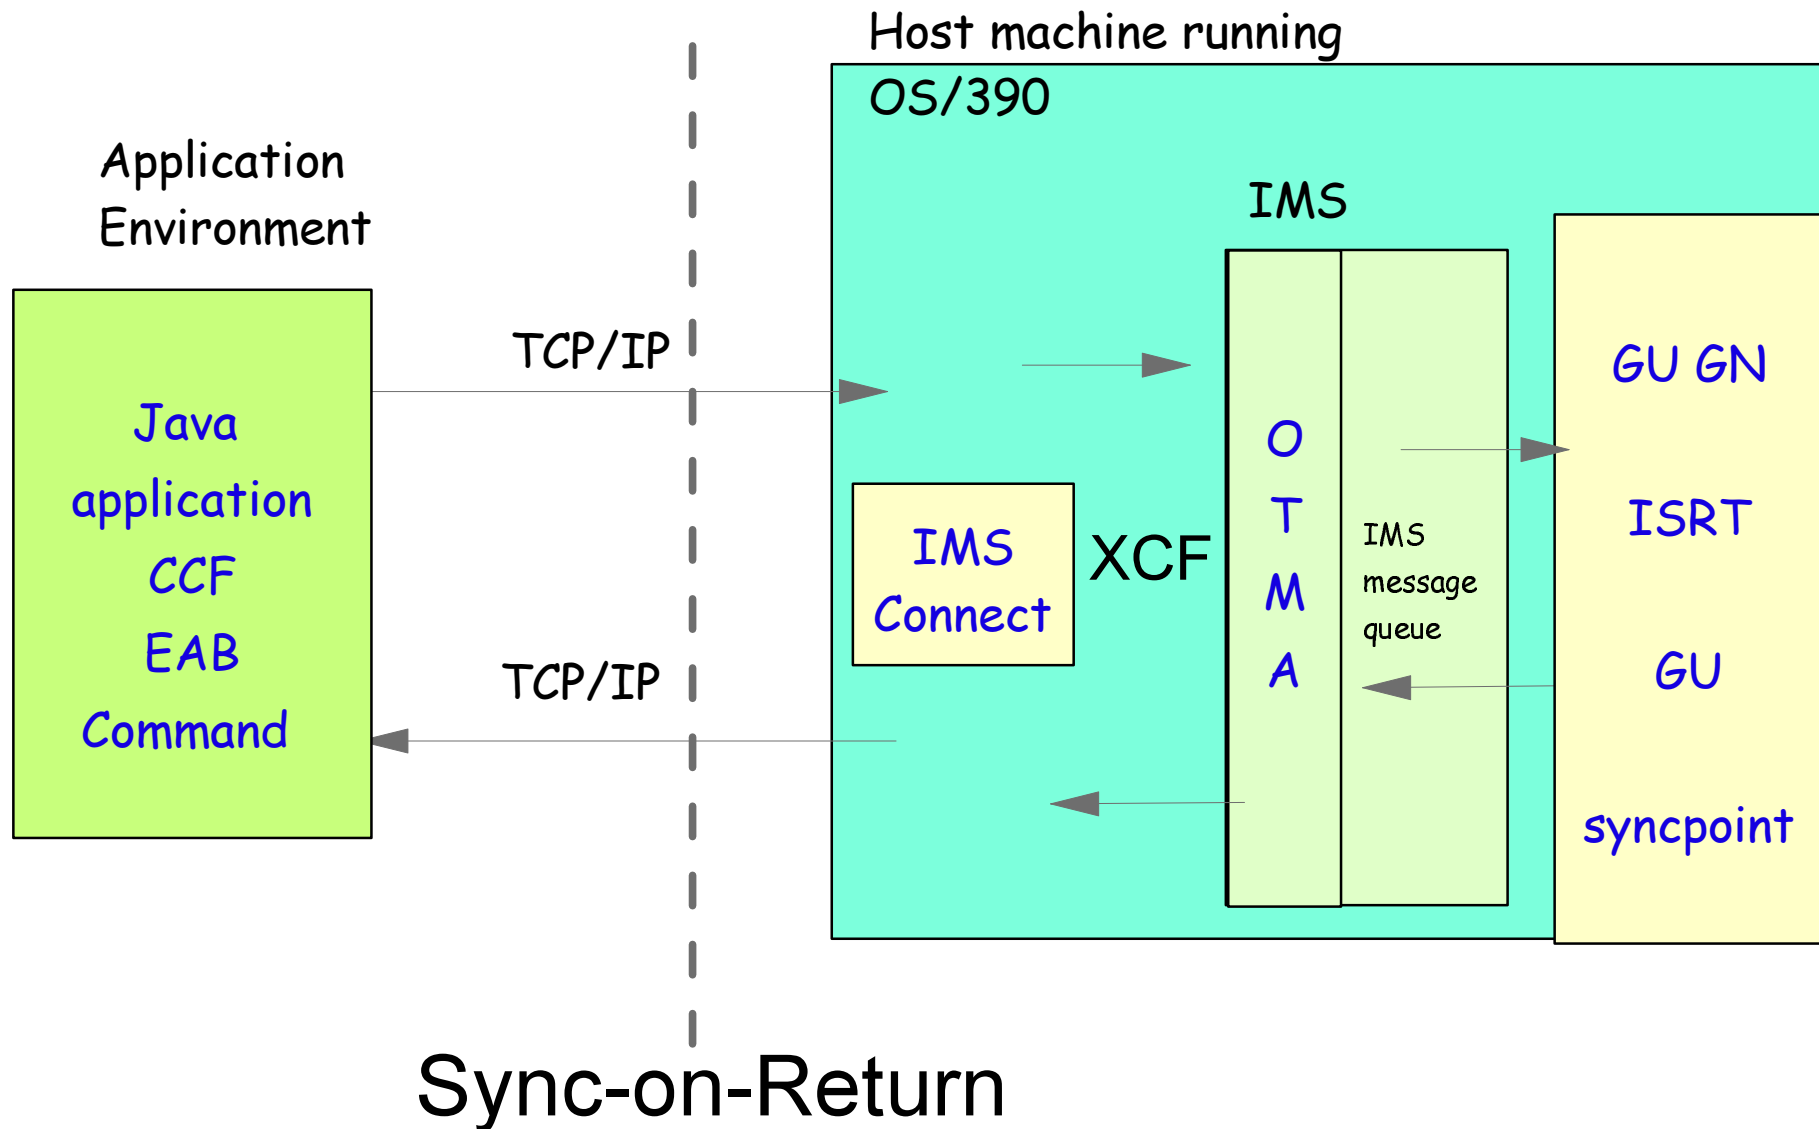 Host machine running
OS/390
Application
Environment
IMS
TCP/IP
GU GN
Java
application
CCF
EAB
Command
O
T
M
A
IMS
Connect
XCF
IMS
message
queue
ISRT
GU
TCP/IP
syncpoint
Sync-on-Return